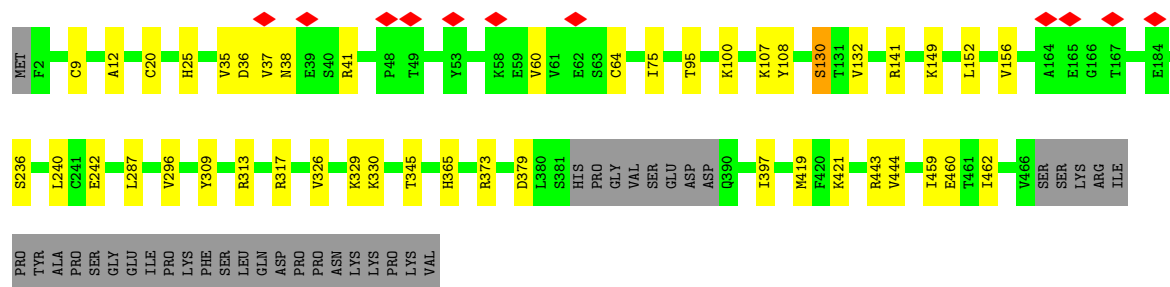 MET F2 C9 A12 C20 H25 V35 D36 V37 N38 E39 S40 R41 P48 T49 Y53 K58 E59 V60 V61 E62 S63 C64 I75 T95 K100 K107 Y108 S130 T131 V132 R141 K149 L152 V156 A164 E165 G166 T167 E184
S236 L240 C241 E242 L287 V296 Y309 R313 R317 V326 K329 K330 T345 H365 R373 D379 L380 S381 HIS PRO GLY VAL SER GLU ASP ASP Q390 I397 M419 F420 K421 R443 V444 I459 E460 T461 I462 V466 SER SER LYS ARG ILE
PRO TYR ALA PRO SER GLY GLU ILE PRO LYS PHE SER LEU GLN ASP PRO PRO ASN LYS LYS PRO LYS VAL